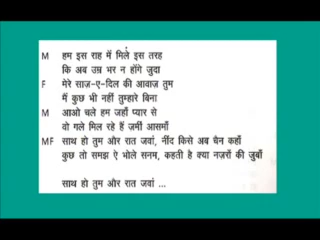 M हम इस राह में मिले इस तरह
कि अब उम्र भर न होंगे जुदा
F मेरे साज़-ए-दिल की आवाज़ तुम
मैं कुछ भी नहीं तुम्हारे बिना
M आओ चले हम जहाँ प्यार से
वो गले मिल रहे हैं ज़मीं आसमाँ
MF साथ हो तुम और रात जवां, नींद किसे अब चैन कहाँ
कुछ तो समझ ऐ भोले सनम, कहती है क्या नज़रों की जुबाँ
साथ हो तुम और रात जवां ...